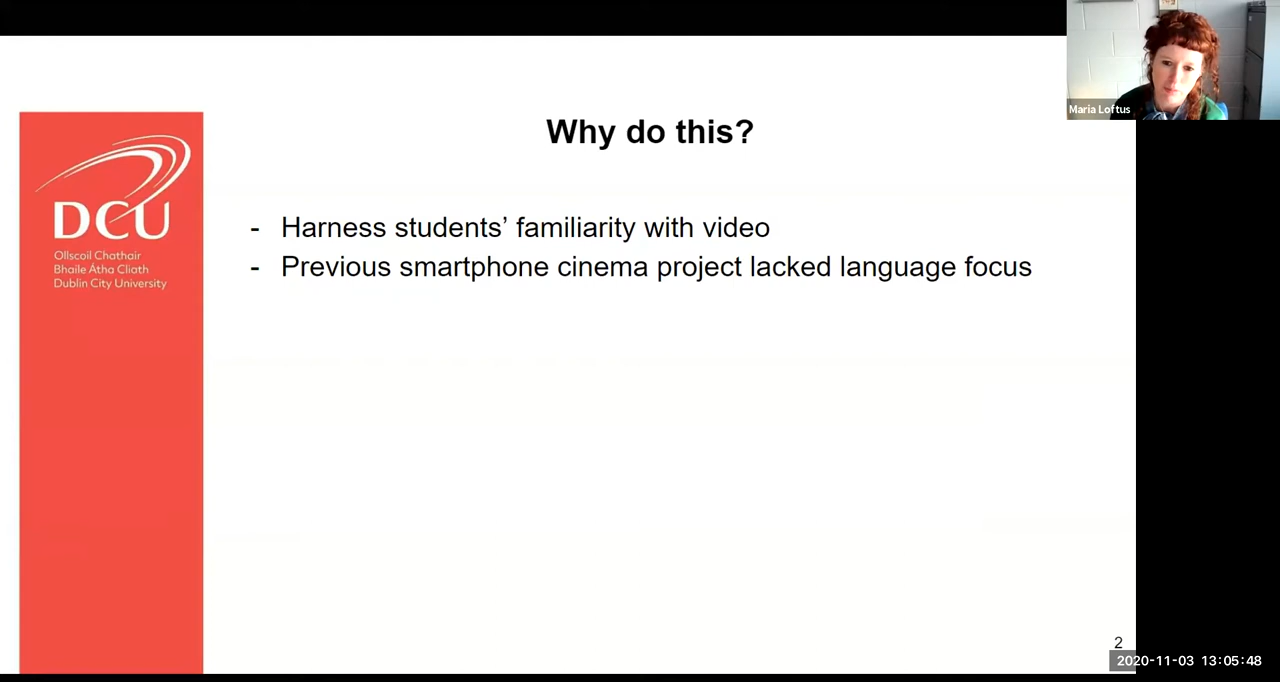 Maria Loftus
Why do this?
DCU
Ollscoil Chathair
Bhaile Átha Cliath
Dublin City University
- Harness students’ familiarity with video
- Previous smartphone cinema project lacked language focus
2
2020-11-03 13:05:48